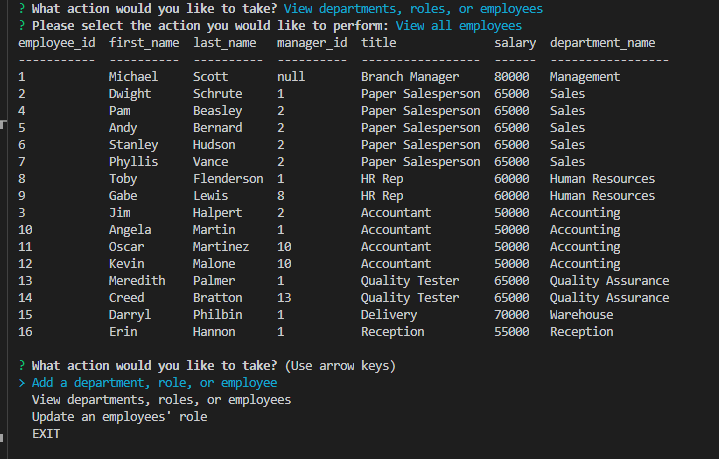 ? What action would you like to take? View departments, roles, or employees
? Please select the action you would like to perform: View all employees
employee_id  first_name  last_name  manager_id  title              salary  department_name
-----------  ----------  ----------  ----------  -----------------  ------  -----------------
1            Michael     Scott       null        Branch Manager     80000   Management
2            Dwight      Schrute     1           Paper Salesperson  65000   Sales
4            Pam         Beasley     2           Paper Salesperson  65000   Sales
5            Andy        Bernard     2           Paper Salesperson  65000   Sales
6            Stanley     Hudson      2           Paper Salesperson  65000   Sales
7            Phyllis     Vance       2           Paper Salesperson  65000   Sales
8            Toby        Flenderson  1           HR Rep             60000   Human Resources
9            Gabe        Lewis       8           HR Rep             60000   Human Resources
3            Jim         Halpert     2           Accountant         50000   Accounting
10           Angela      Martin      1           Accountant         50000   Accounting
11           Oscar       Martinez    10          Accountant         50000   Accounting
12           Kevin       Malone      10          Accountant         50000   Accounting
13           Meredith    Palmer      1           Quality Tester     65000   Quality Assurance
14           Creed       Bratton     13          Quality Tester     65000   Quality Assurance
15           Darryl      Philbin     1           Delivery           70000   Warehouse
16           Erin        Hannon      1           Reception          55000   Reception
? What action would you like to take? (Use arrow keys)
> Add a department, role, or employee
View departments, roles, or employees
Update an employees' role
EXIT